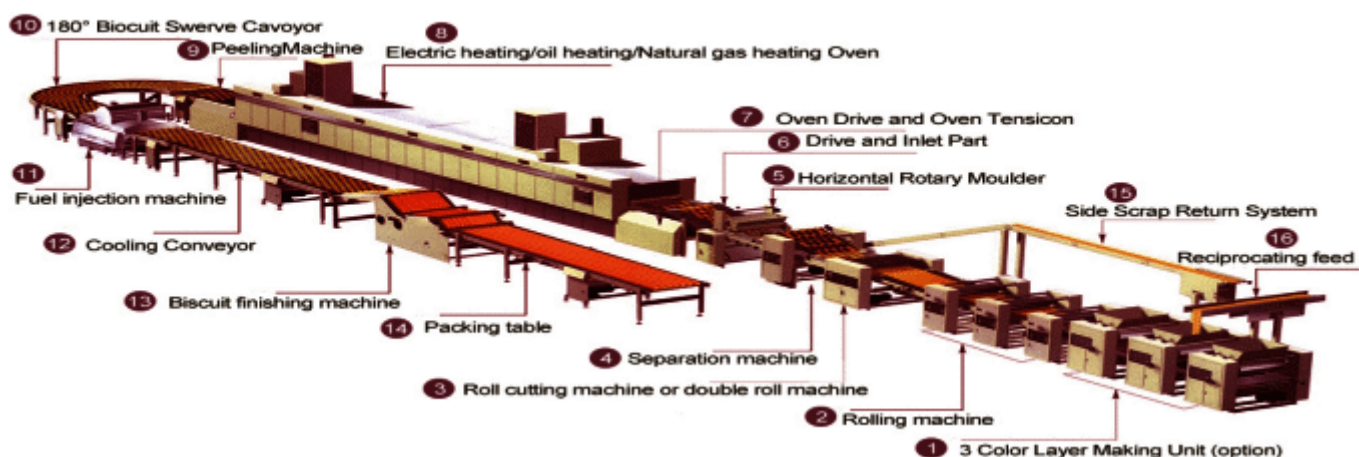 10 180° Biocuit Swerve Cavoyor
9 PeelingMachine
8 Electric heating/oil heating/Natural gas heating Oven
7 Oven Drive and Oven Tensicon
6 Drive and Inlet Part
5 Horizontal Rotary Moulder
15 Side Scrap Return System
16 Reciprocating feed
11 Fuel injection machine
12 Cooling Conveyor
13 Biscuit finishing machine
14 Packing table
4 Separation machine
3 Roll cutting machine or double roll machine
2 Rolling machine
1 3 Color Layer Making Unit (option)